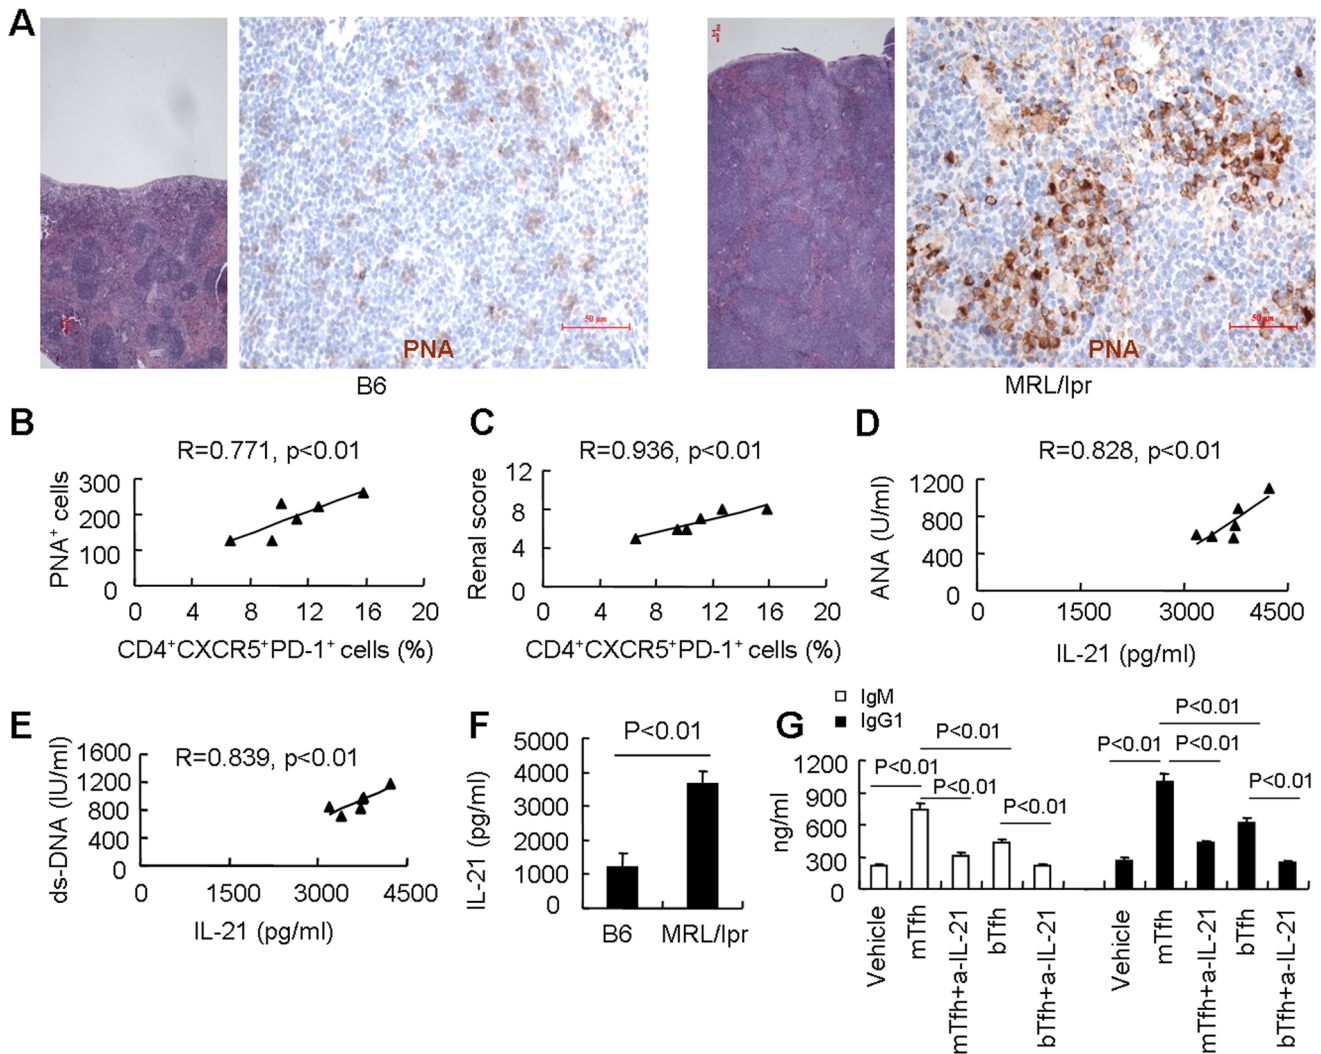 A
50 µm
PNA
50 µm
PNA
B6
MRL/lpr
B
R=0.771, p<0.01
PNA⁺ cells
300
200
100
0
0 4 8 12 16 20
CD4⁺CXCR5⁺PD-1⁺ cells (%)
C
R=0.936, p<0.01
Renal score
12
8
4
0
0 4 8 12 16 20
CD4⁺CXCR5⁺PD-1⁺ cells (%)
D
R=0.828, p<0.01
ANA (U/ml)
1200
800
400
0
0 1500 3000 4500
IL-21 (pg/ml)
E
R=0.839, p<0.01
ds-DNA (IU/ml)
1600
1200
800
400
0
0 1500 3000 4500
IL-21 (pg/ml)
F
P<0.01
IL-21 (pg/ml)
5000
4000
3000
2000
1000
0
B6 MRL/lpr
G
IgM
IgG1
P<0.01
P<0.01
P<0.01 P<0.01 P<0.01
P<0.01
P<0.01 P<0.01
P<0.01
ng/ml
1200
900
600
300
0
Vehicle
mTfh
mTfh+a-IL-21
bTfh
bTfh+a-IL-21
Vehicle
mTfh
mTfh+a-IL-21
bTfh
bTfh+a-IL-21